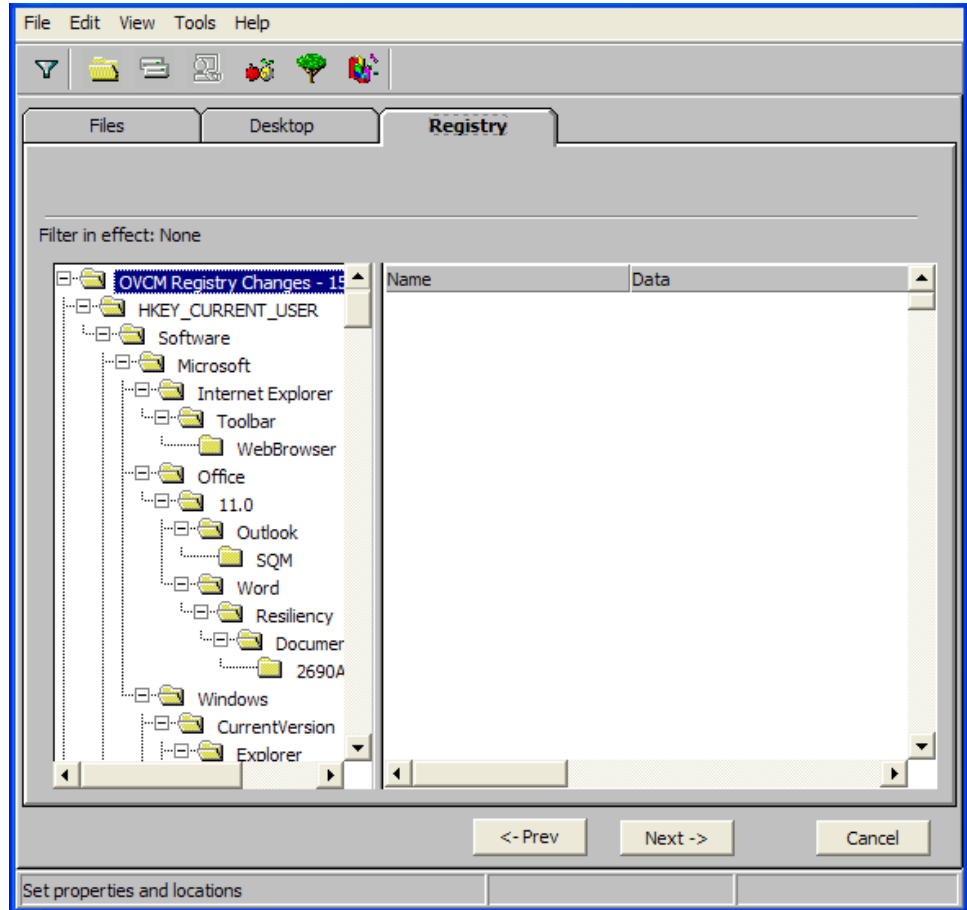 File Edit View Tools Help
Files Desktop Registry
Filter in effect: None
OVCM Registry Changes - 15
HKEY_CURRENT_USER
Software
Microsoft
Internet Explorer
Toolbar
WebBrowser
Office
11.0
Outlook
SQM
Word
Resiliency
Documer
2690A
Windows
CurrentVersion
Explorer
Name Data
<- Prev Next -> Cancel
Set properties and locations